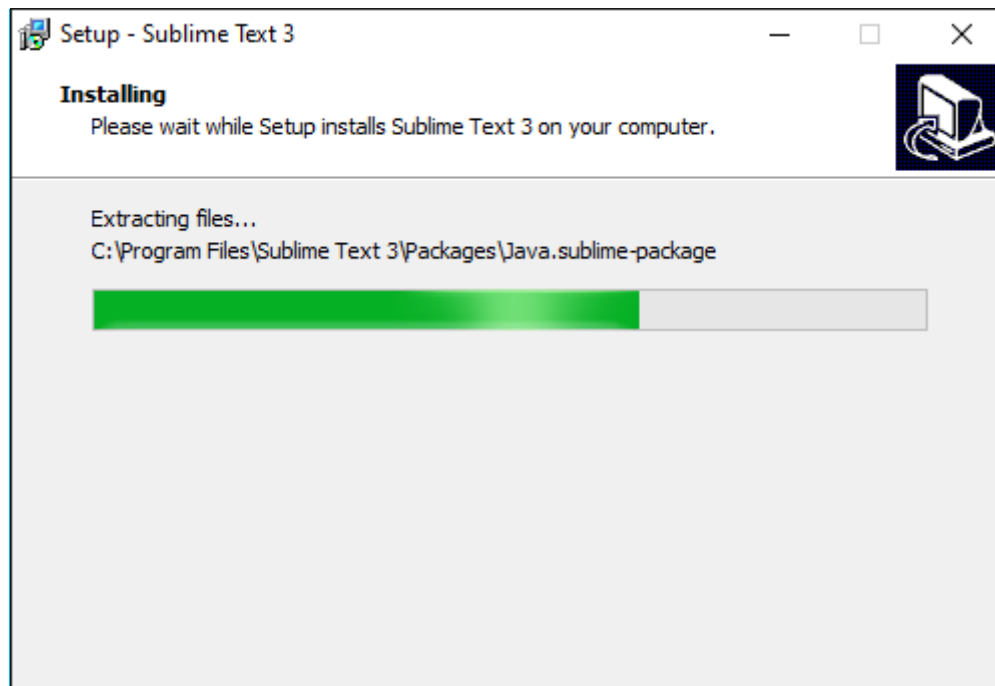 Setup - Sublime Text 3
Installing
Please wait while Setup installs Sublime Text 3 on your computer.
Extracting files...
C:\Program Files\Sublime Text 3\Packages\Java.sublime-package